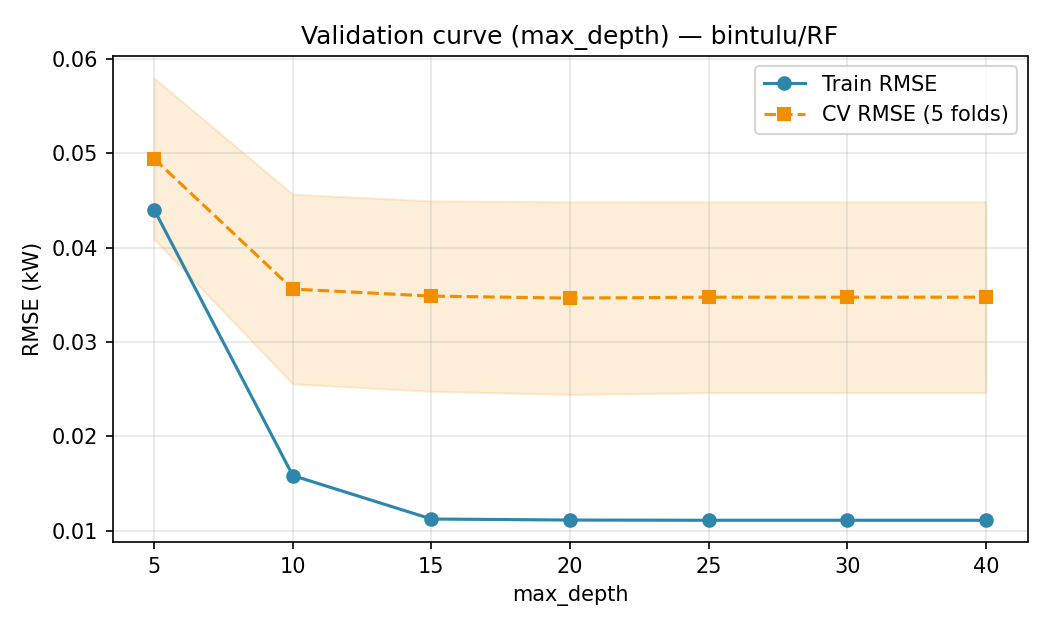 Validation curve (max_depth) — bintulu/RF
Train RMSE
CV RMSE (5 folds)
RMSE (kW)
0.06
0.05
0.04
0.03
0.02
0.01
5 10 15 20 25 30 40
max_depth